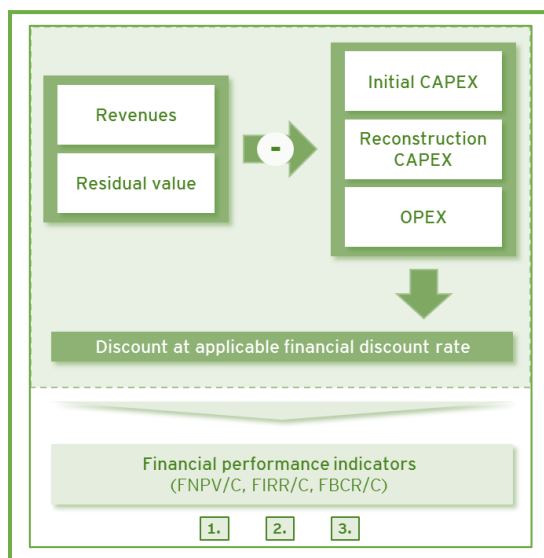 Revenues
Residual value
-
Initial CAPEX
Reconstruction
CAPEX
OPEX
Discount at applicable financial discount rate
Financial performance indicators
(FNPV/C, FIRR/C, FBCR/C)
1. 2. 3.